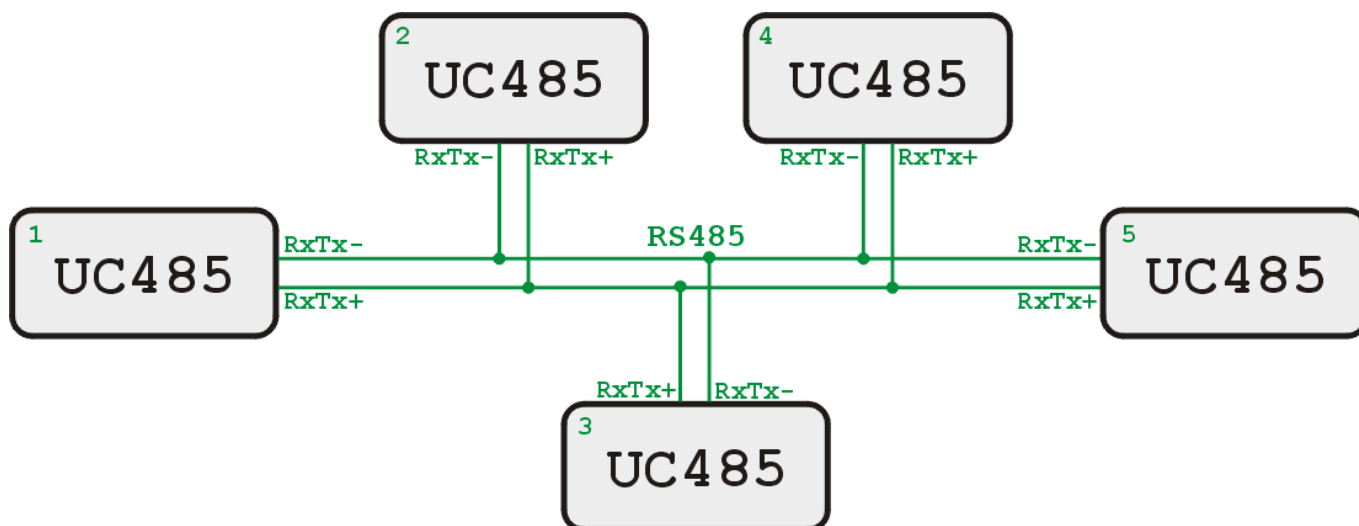 2
UC485
RxTx-
RxTx+
4
UC485
RxTx-
RxTx+
1
UC485
RxTx-
RxTx+
RS485
RxTx-
RxTx+
5
UC485
RxTx+
RxTx-
3
UC485